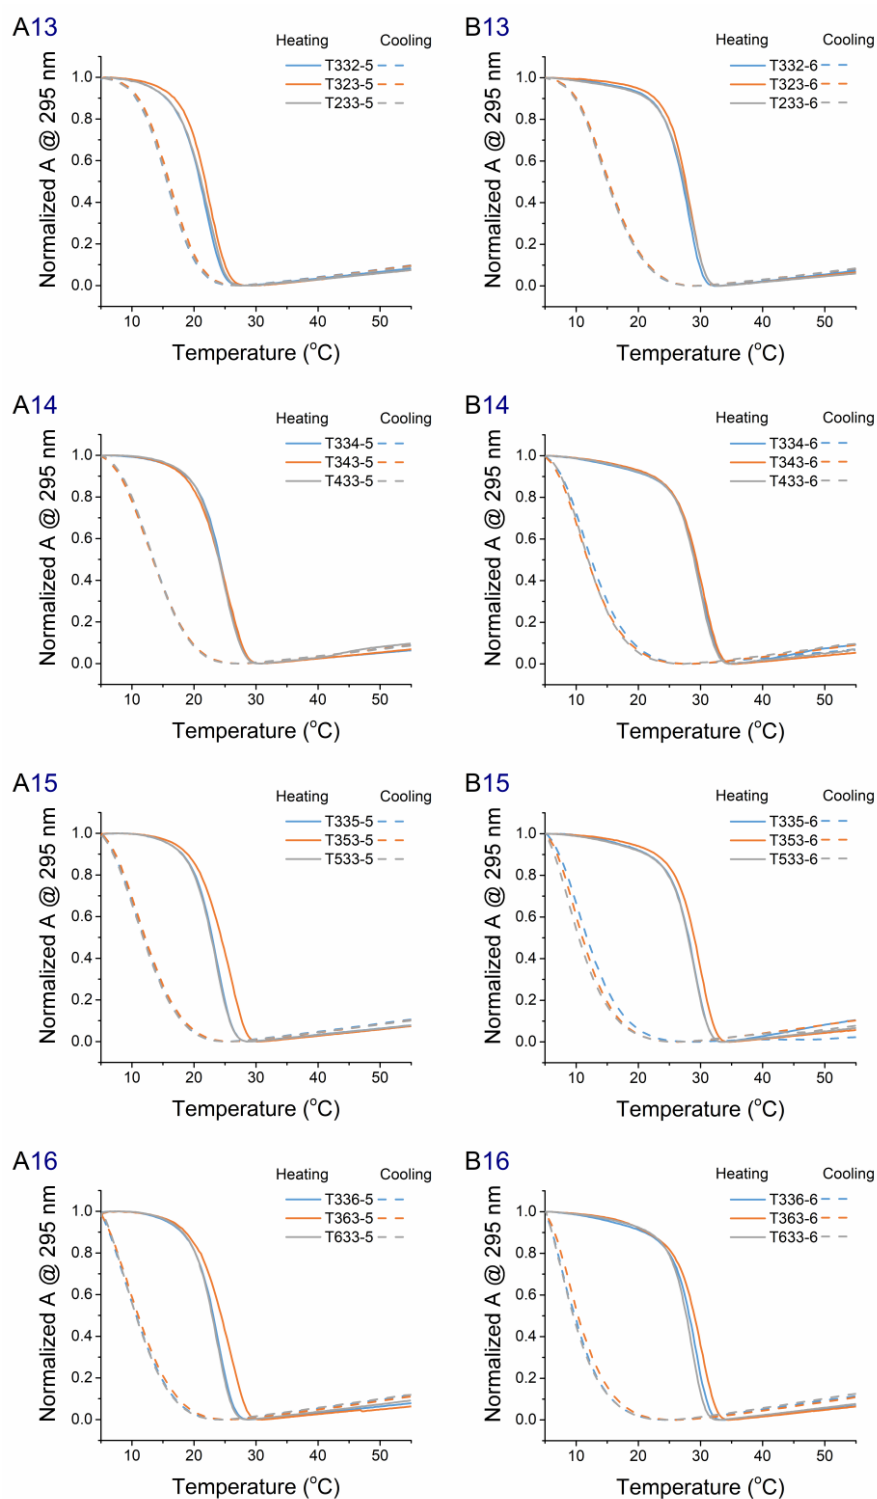 A13
Heating Cooling
T332-5
T323-5
T233-5
Normalized A @ 295 nm
1.0
0.8
0.6
0.4
0.2
0.0
10 20 30 40 50
Temperature (°C)
B13
Heating Cooling
T332-6
T323-6
T233-6
Normalized A @ 295 nm
1.0
0.8
0.6
0.4
0.2
0.0
10 20 30 40 50
Temperature (°C)
A14
Heating Cooling
T334-5
T343-5
T433-5
Normalized A @ 295 nm
1.0
0.8
0.6
0.4
0.2
0.0
10 20 30 40 50
Temperature (°C)
B14
Heating Cooling
T334-6
T343-6
T433-6
Normalized A @ 295 nm
1.0
0.8
0.6
0.4
0.2
0.0
10 20 30 40 50
Temperature (°C)
A15
Heating Cooling
T335-5
T353-5
T533-5
Normalized A @ 295 nm
1.0
0.8
0.6
0.4
0.2
0.0
10 20 30 40 50
Temperature (°C)
B15
Heating Cooling
T335-6
T353-6
T533-6
Normalized A @ 295 nm
1.0
0.8
0.6
0.4
0.2
0.0
10 20 30 40 50
Temperature (°C)
A16
Heating Cooling
T336-5
T363-5
T633-5
Normalized A @ 295 nm
1.0
0.8
0.6
0.4
0.2
0.0
10 20 30 40 50
Temperature (°C)
B16
Heating Cooling
T336-6
T363-6
T633-6
Normalized A @ 295 nm
1.0
0.8
0.6
0.4
0.2
0.0
10 20 30 40 50
Temperature (°C)